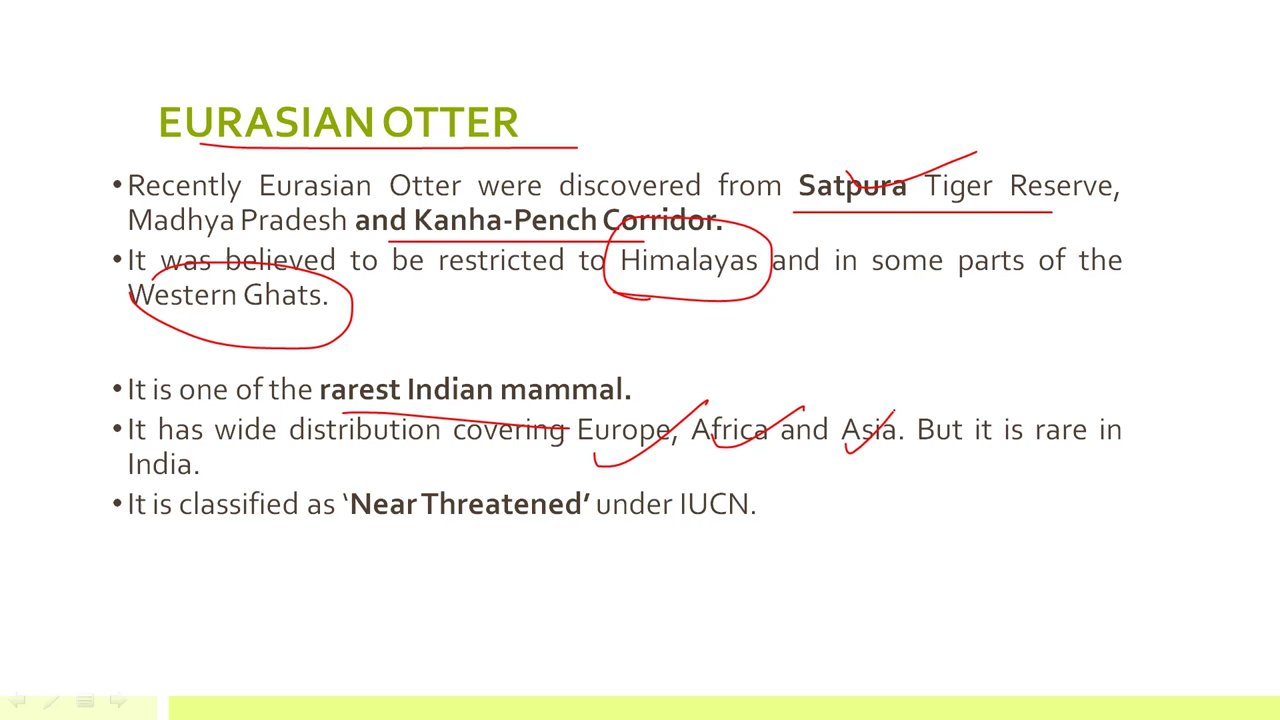 EURASIAN OTTER
•Recently Eurasian Otter were discovered from Satpura Tiger Reserve,
Madhya Pradesh and Kanha-Pench Corridor.
•It was believed to be restricted to Himalayas and in some parts of the
Western Ghats.
•It is one of the rarest Indian mammal.
•It has wide distribution covering Europe, Africa and Asia. But it is rare in
India.
•It is classified as ‘Near Threatened’ under IUCN.